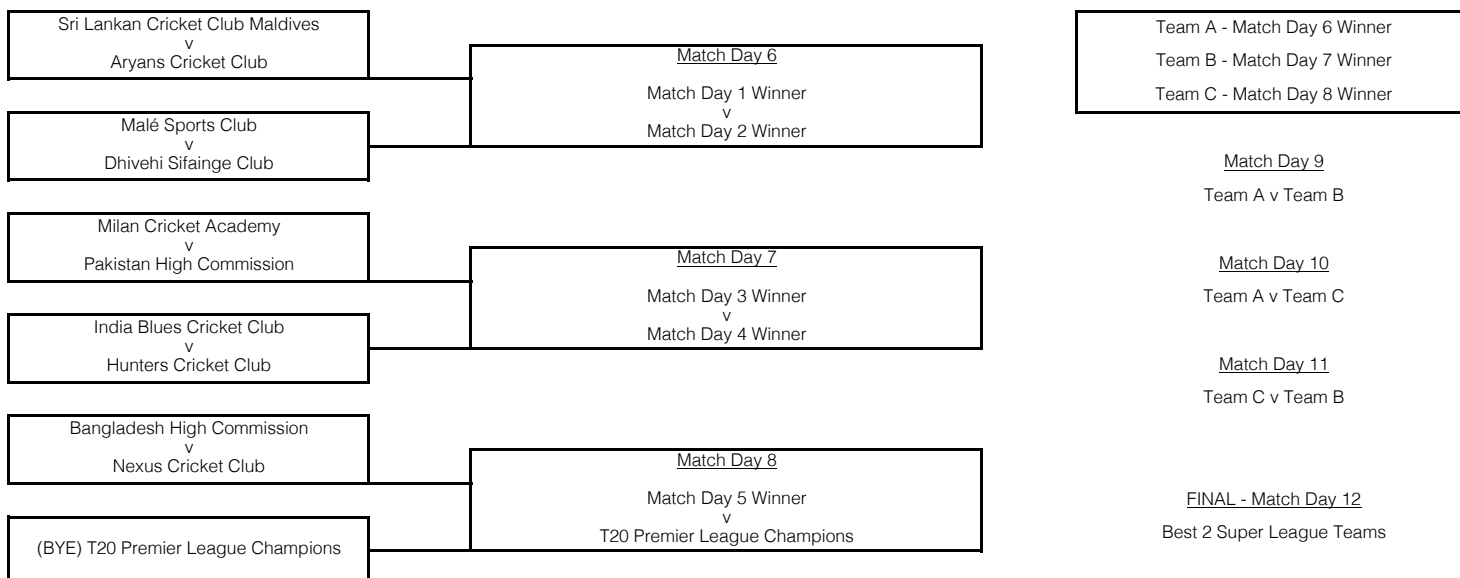 Sri Lankan Cricket Club Maldives
v
Aryans Cricket Club
Malé Sports Club
v
Dhivehi Sifainge Club
Milan Cricket Academy
v
Pakistan High Commission
India Blues Cricket Club
v
Hunters Cricket Club
Bangladesh High Commission
v
Nexus Cricket Club
(BYE) T20 Premier League Champions
Match Day 6
Match Day 1 Winner
v
Match Day 2 Winner
Match Day 7
Match Day 3 Winner
v
Match Day 4 Winner
Match Day 8
Match Day 5 Winner
v
T20 Premier League Champions
Team A - Match Day 6 Winner
Team B - Match Day 7 Winner
Team C - Match Day 8 Winner
Match Day 9
Team A v Team B
Match Day 10
Team A v Team C
Match Day 11
Team C v Team B
FINAL - Match Day 12
Best 2 Super League Teams